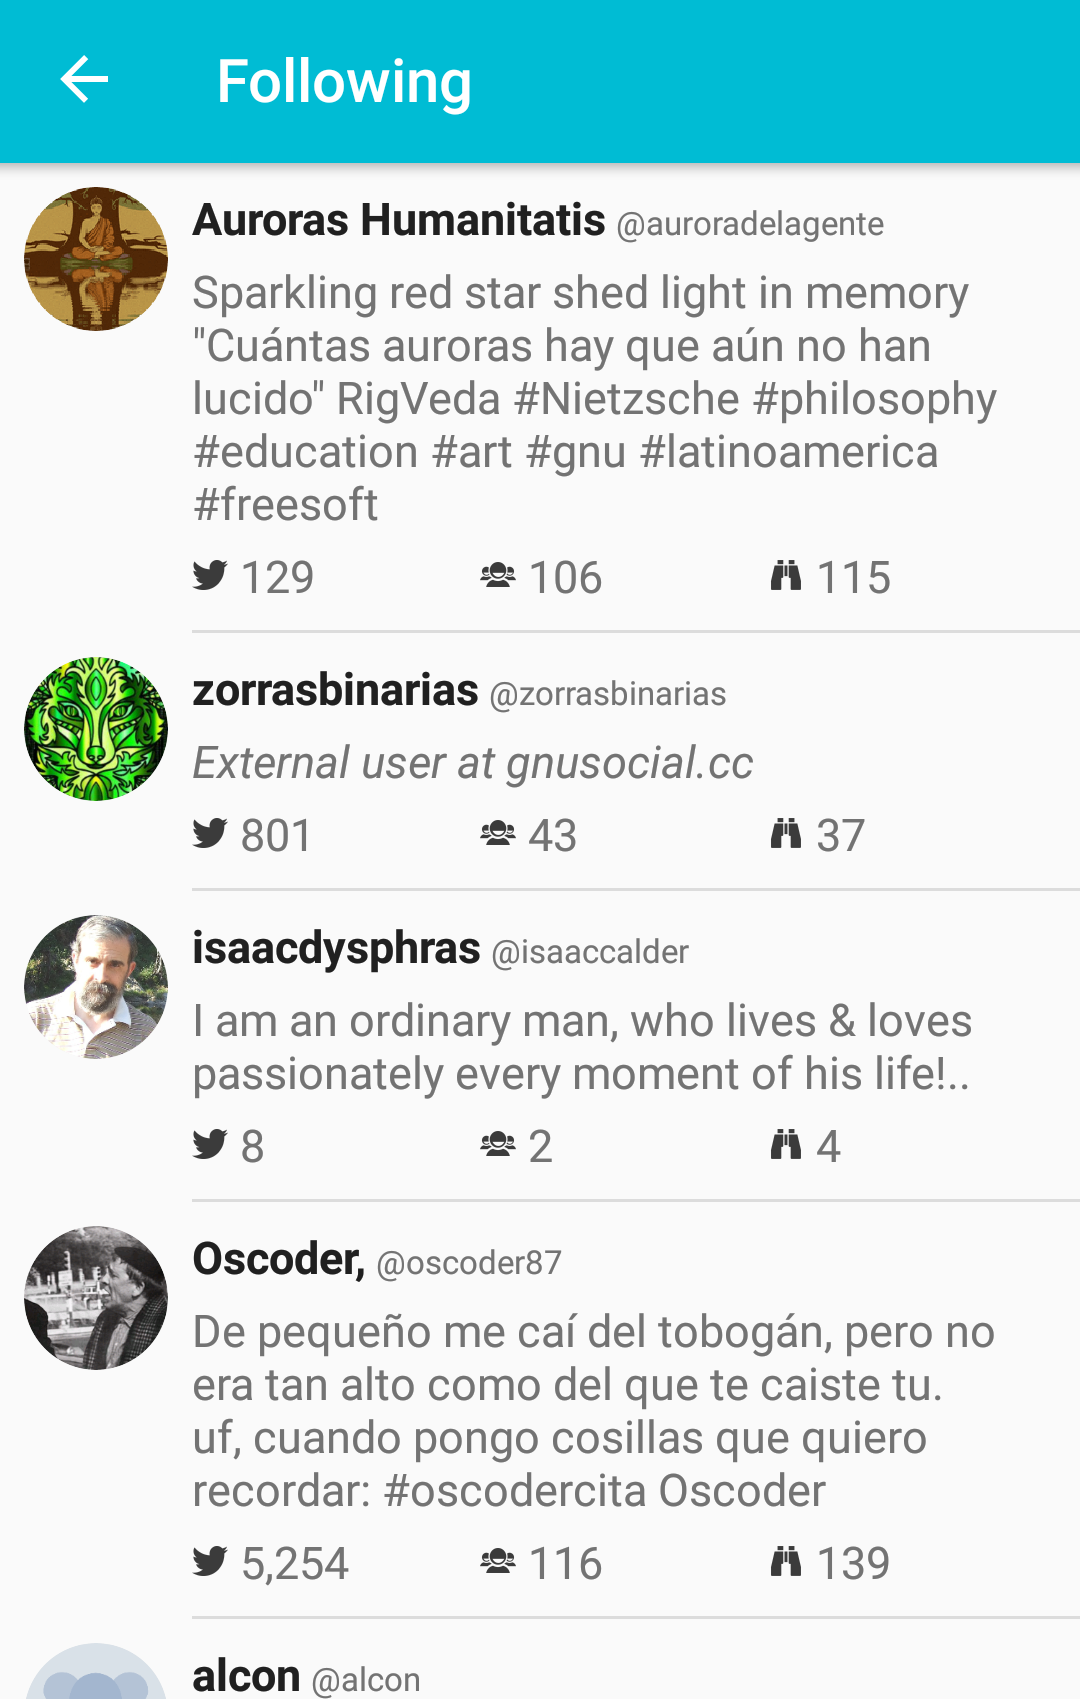 Following
Auroras Humanitatis @auroradelagente
Sparkling red star shed light in memory
"Cuántas auroras hay que aún no han
lucido" RigVeda #Nietzsche #philosophy
#education #art #gnu #latinoamerica
#freesoft
129 106 115
zorrasbinarias @zorrasbinarias
External user at gnusocial.cc
801 43 37
isaacdysphras @isaaccalder
I am an ordinary man, who lives & loves
passionately every moment of his life!..
8 2 4
Oscoder, @oscoder87
De pequeño me caí del tobogán, pero no
era tan alto como del que te caiste tu.
uf, cuando pongo cosillas que quiero
recordar: #oscodercita Oscoder
5,254 116 139
alcon @alcon